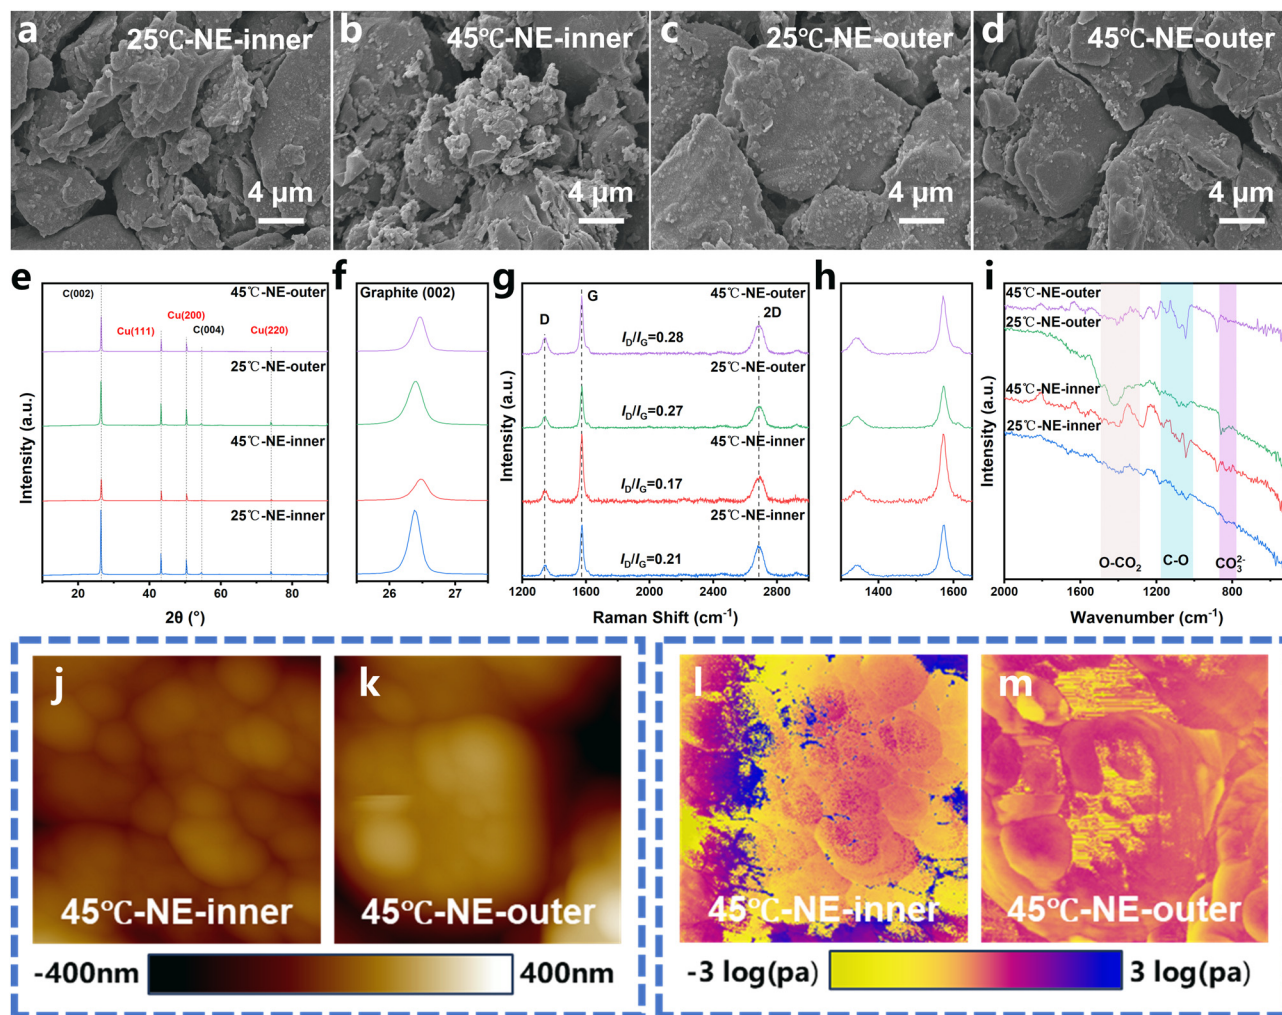 a
25℃-NE-inner
4 μm
b
45℃-NE-inner
4 μm
c
25℃-NE-outer
4 μm
d
45℃-NE-outer
4 μm
e
Intensity (a.u.)
C(002)
45℃-NE-outer
Cu(111)
Cu(200)
C(004)
Cu(220)
25℃-NE-outer
45℃-NE-inner
25℃-NE-inner
10 20 40 60 80
2θ (°)
f
Graphite (002)
25 26 27
g
Intensity (a.u.)
D
G
45℃-NE-outer
2D
I_D/I_G=0.28
25℃-NE-outer
I_D/I_G=0.27
45℃-NE-inner
I_D/I_G=0.17
25℃-NE-inner
I_D/I_G=0.21
1200 1600 2000 2400 2800
Raman Shift (cm⁻¹)
h
1400 1600
i
Intensity (a.u.)
45℃-NE-outer
25℃-NE-outer
45℃-NE-inner
25℃-NE-inner
O-CO₂
C-O
CO₃²⁻
2000 1600 1200 800
Wavenumber (cm⁻¹)
j
45℃-NE-inner
k
45℃-NE-outer
-400nm
400nm
l
45℃-NE-inner
m
45℃-NE-outer
-3 log(pa)
3 log(pa)